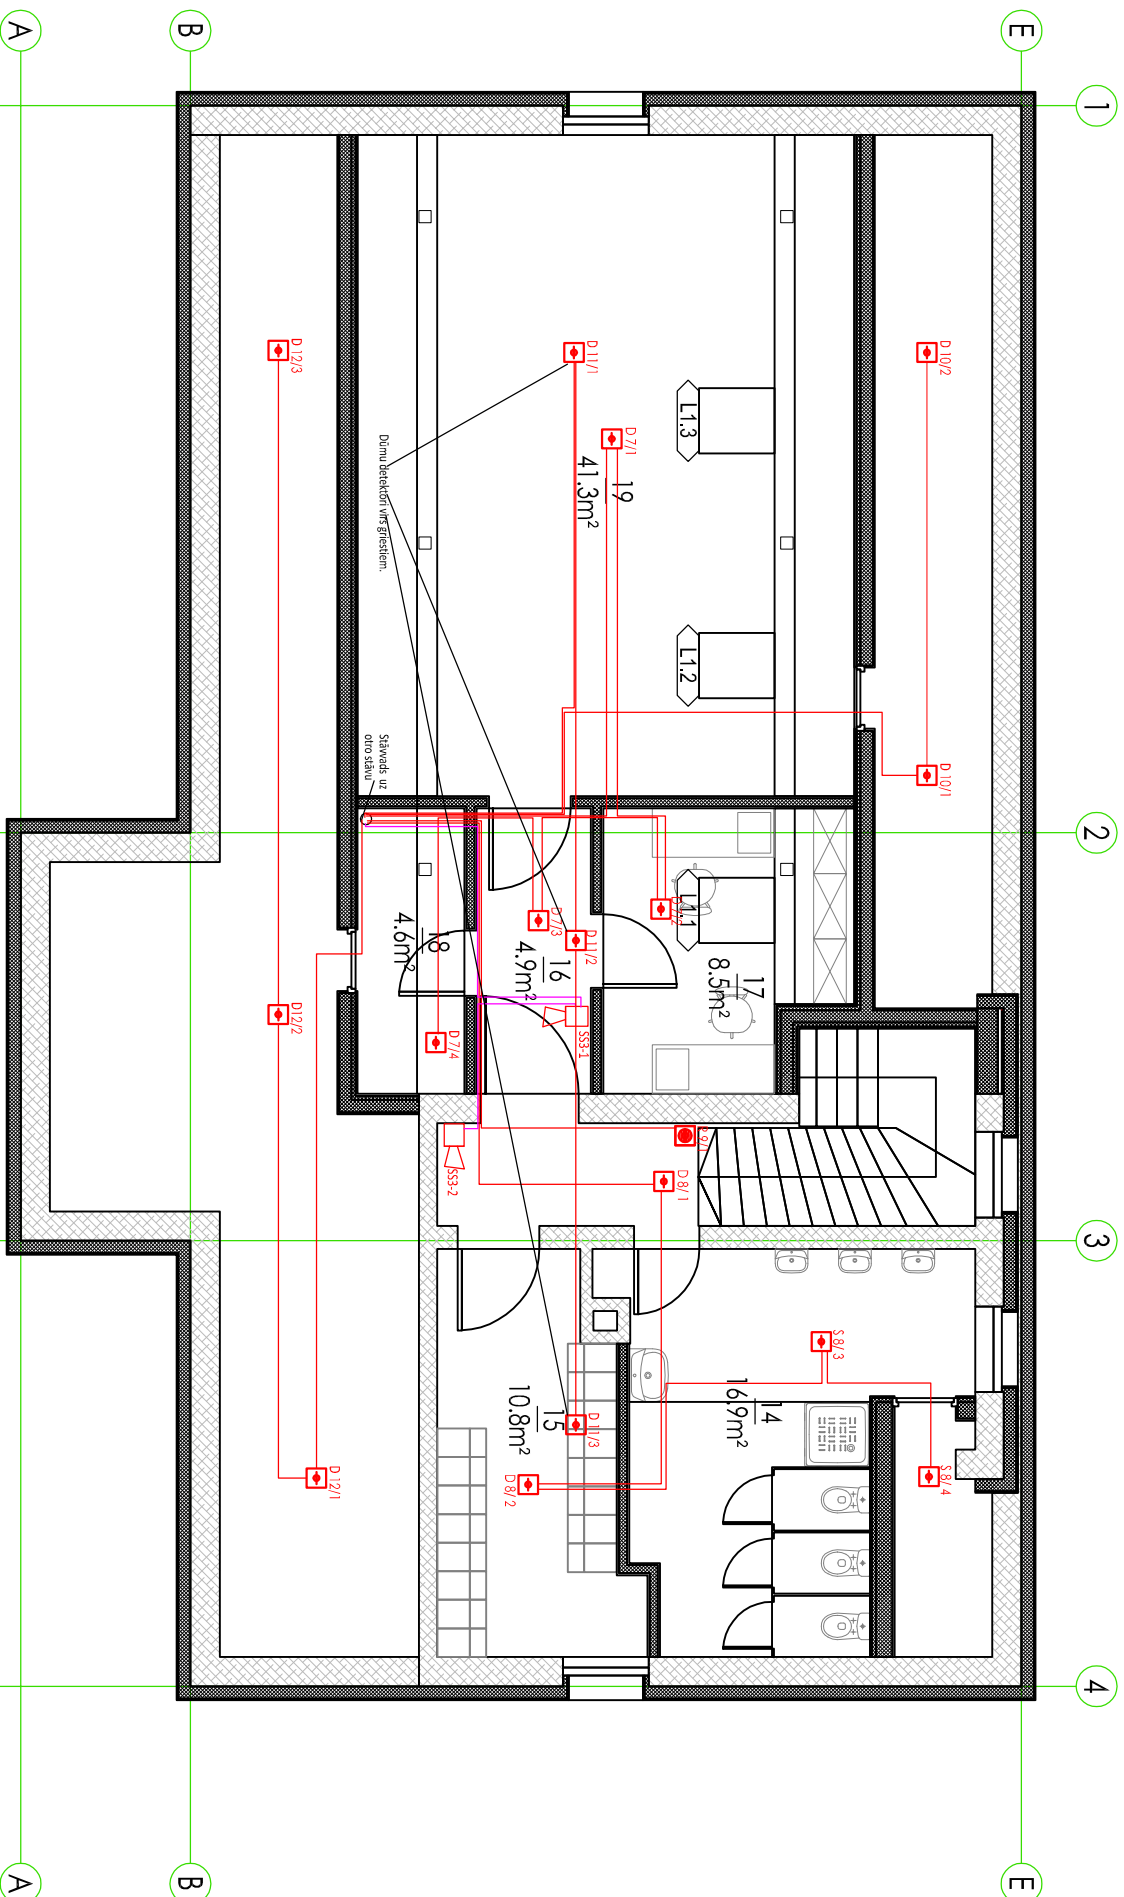 A
B
E
1
2
3
4
D 12/3
D 11/1
D 10/2
D 7/1
L1.3
19
41.3m²
Dūmu detektori virs griestiem.
L1.2
Stāvvads uz
otro stāvu
D 10/1
L1.1
D 7/3
D 11/2
18
4.6m²
16
4.9m²
17
8.5m²
D12/2
D 7/4
SS3-1
SS3-2
D 8/1
S 8/3
14
16.9m²
15
10.8m²
D 11/3
D 8/2
D 12/1
S 8/4
A
B
E